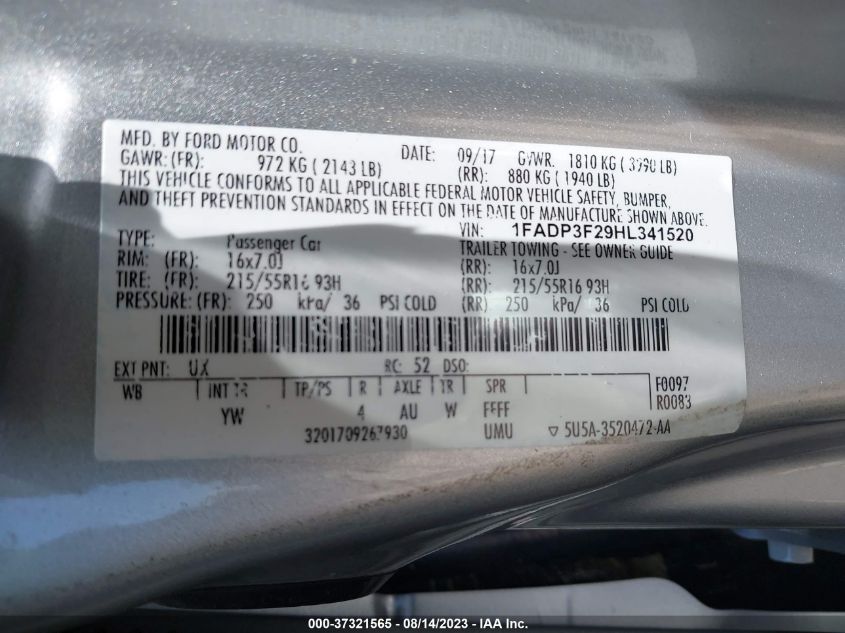 MFD. BY FORD MOTOR CO. DATE: 09/17 GVWR. 1810 KG ( 3990 LB)
GAWR: (FR): 972 KG ( 2143 LB) (RR): 880 KG ( 1940 LB)
THIS VEHICLE CONFORMS TO ALL APPLICABLE FEDERAL MOTOR VEHICLE SAFETY, BUMPER,
AND THEFT PREVENTION STANDARDS IN EFFECT ON THE DATE OF MANUFACTURE SHOWN ABOVE.
VIN: 1FADP3F29HL341520
TYPE: Passenger Car TRAILER TOWING - SEE OWNER GUIDE
RIM: (FR): 16x7.0J (RR): 16x7.0J
TIRE: (FR): 215/55R16 93H (RR): 215/55R16 93H
PRESSURE: (FR): 250 kPa/ 36 PSI COLD (RR) 250 kPa/ 36 PSI COLD
EXT PNT: UX RC: 52 DSO:
WB INT TR TP/PS R AXLE TR SPR F0097
YW 4 AU W FFFF R0083
3201709267930 UMU ▽ 5U5A-3520472-AA
000-37321565 - 08/14/2023 - IAA Inc.